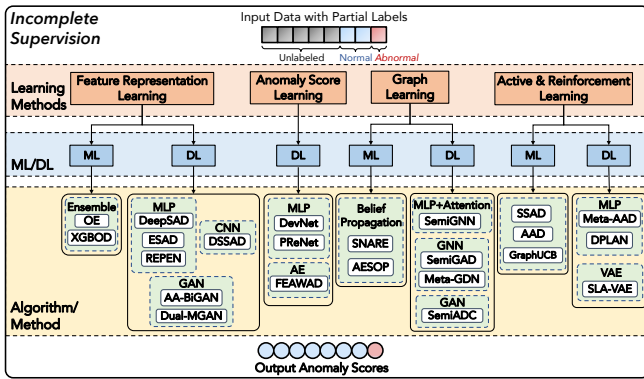 Incomplete
Supervision
Input Data with Partial Labels
Unlabeled Normal Abnormal
Learning
Methods
Feature Representation
Learning
Anomaly Score
Learning
Graph
Learning
Active & Reinforcement
Learning
ML/DL
ML
DL
DL
ML
DL
ML
DL
Algorithm/
Method
Ensemble
OE
XGBOD
MLP
DeepSAD
ESAD
REPEN
CNN
DSSAD
GAN
AA-BiGAN
Dual-MGAN
MLP
DevNet
PReNet
AE
FEAWAD
Belief
Propagation
SNARE
AESOP
MLP+Attention
SemiGNN
GNN
SemiGAD
Meta-GDN
GAN
SemiADC
SSAD
AAD
GraphUCB
MLP
Meta-AAD
DPLAN
VAE
SLA-VAE
Output Anomaly Scores